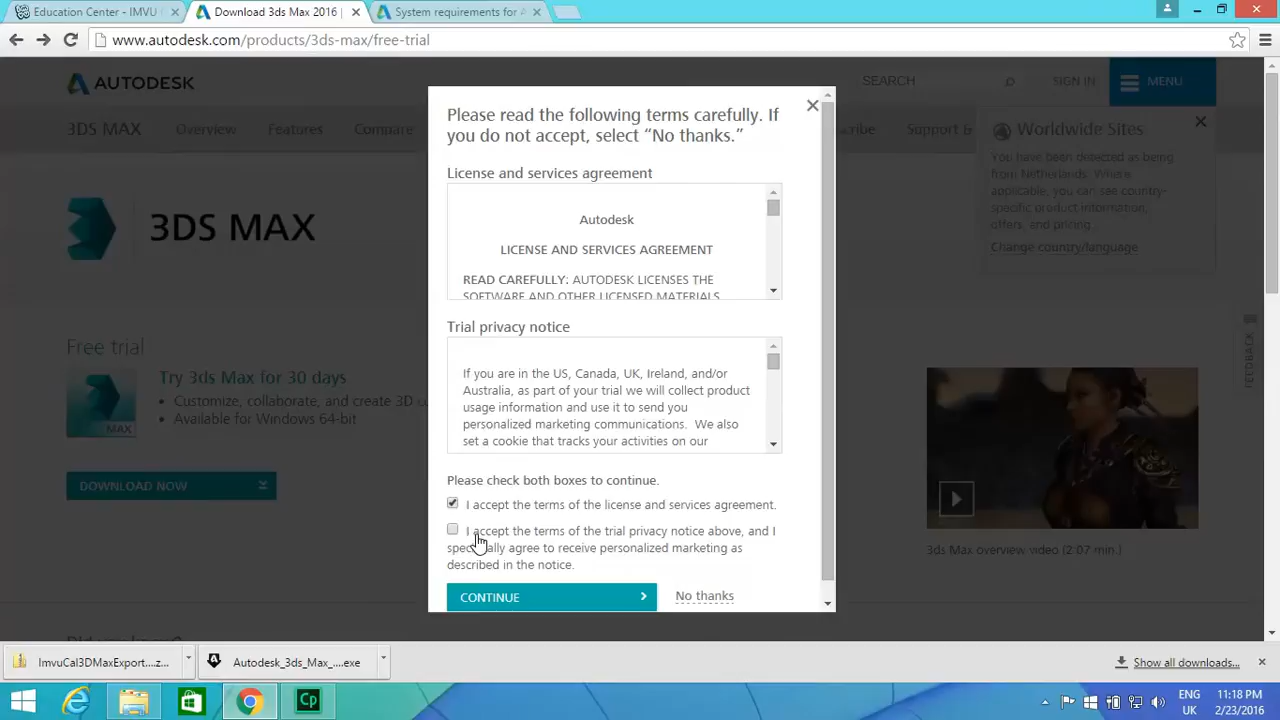 Education Center - IMVU
Download 3ds Max 2016 |
System requirements for A
www.autodesk.com/products/3ds-max/free-trial
AUTODESK
SEARCH
SIGN IN
MENU
3DS MAX
Overview
Features
Compare
Support &
Worldwide Sites
You have been detected as being
from Netherlands. Where
applicable, you can see country-
specific product information,
offers, and pricing.
Change country/language
3DS MAX
Please read the following terms carefully. If
you do not accept, select “No thanks.”
License and services agreement
Autodesk
LICENSE AND SERVICES AGREEMENT
READ CAREFULLY: AUTODESK LICENSES THE
SOFTWARE AND OTHER LICENSED MATERIALS
Trial privacy notice
If you are in the US, Canada, UK, Ireland, and/or
Australia, as part of your trial we will collect product
usage information and use it to send you
personalized marketing communications. We also
set a cookie that tracks your activities on our
Please check both boxes to continue.
I accept the terms of the license and services agreement.
I accept the terms of the trial privacy notice above, and I
specifically agree to receive personalized marketing as
described in the notice.
CONTINUE
No thanks
Free trial
Try 3ds Max for 30 days
Customize, collaborate, and create 3D
Available for Windows 64-bit
MAX
DOWNLOAD NOW
3ds Max overview video (2:07 min.)
FEEDBACK
ImvuCal3DMaxExport....z...
Autodesk_3ds_Max_....exe
Show all downloads...
Cp
ENG
UK
11:18 PM
2/23/2016